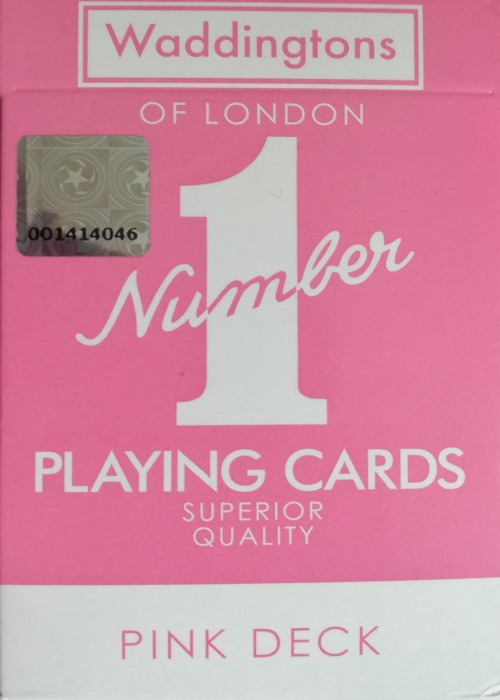 Waddingtons
OF LONDON
001414046
1
Number
PLAYING CARDS
SUPERIOR
QUALITY
PINK DECK